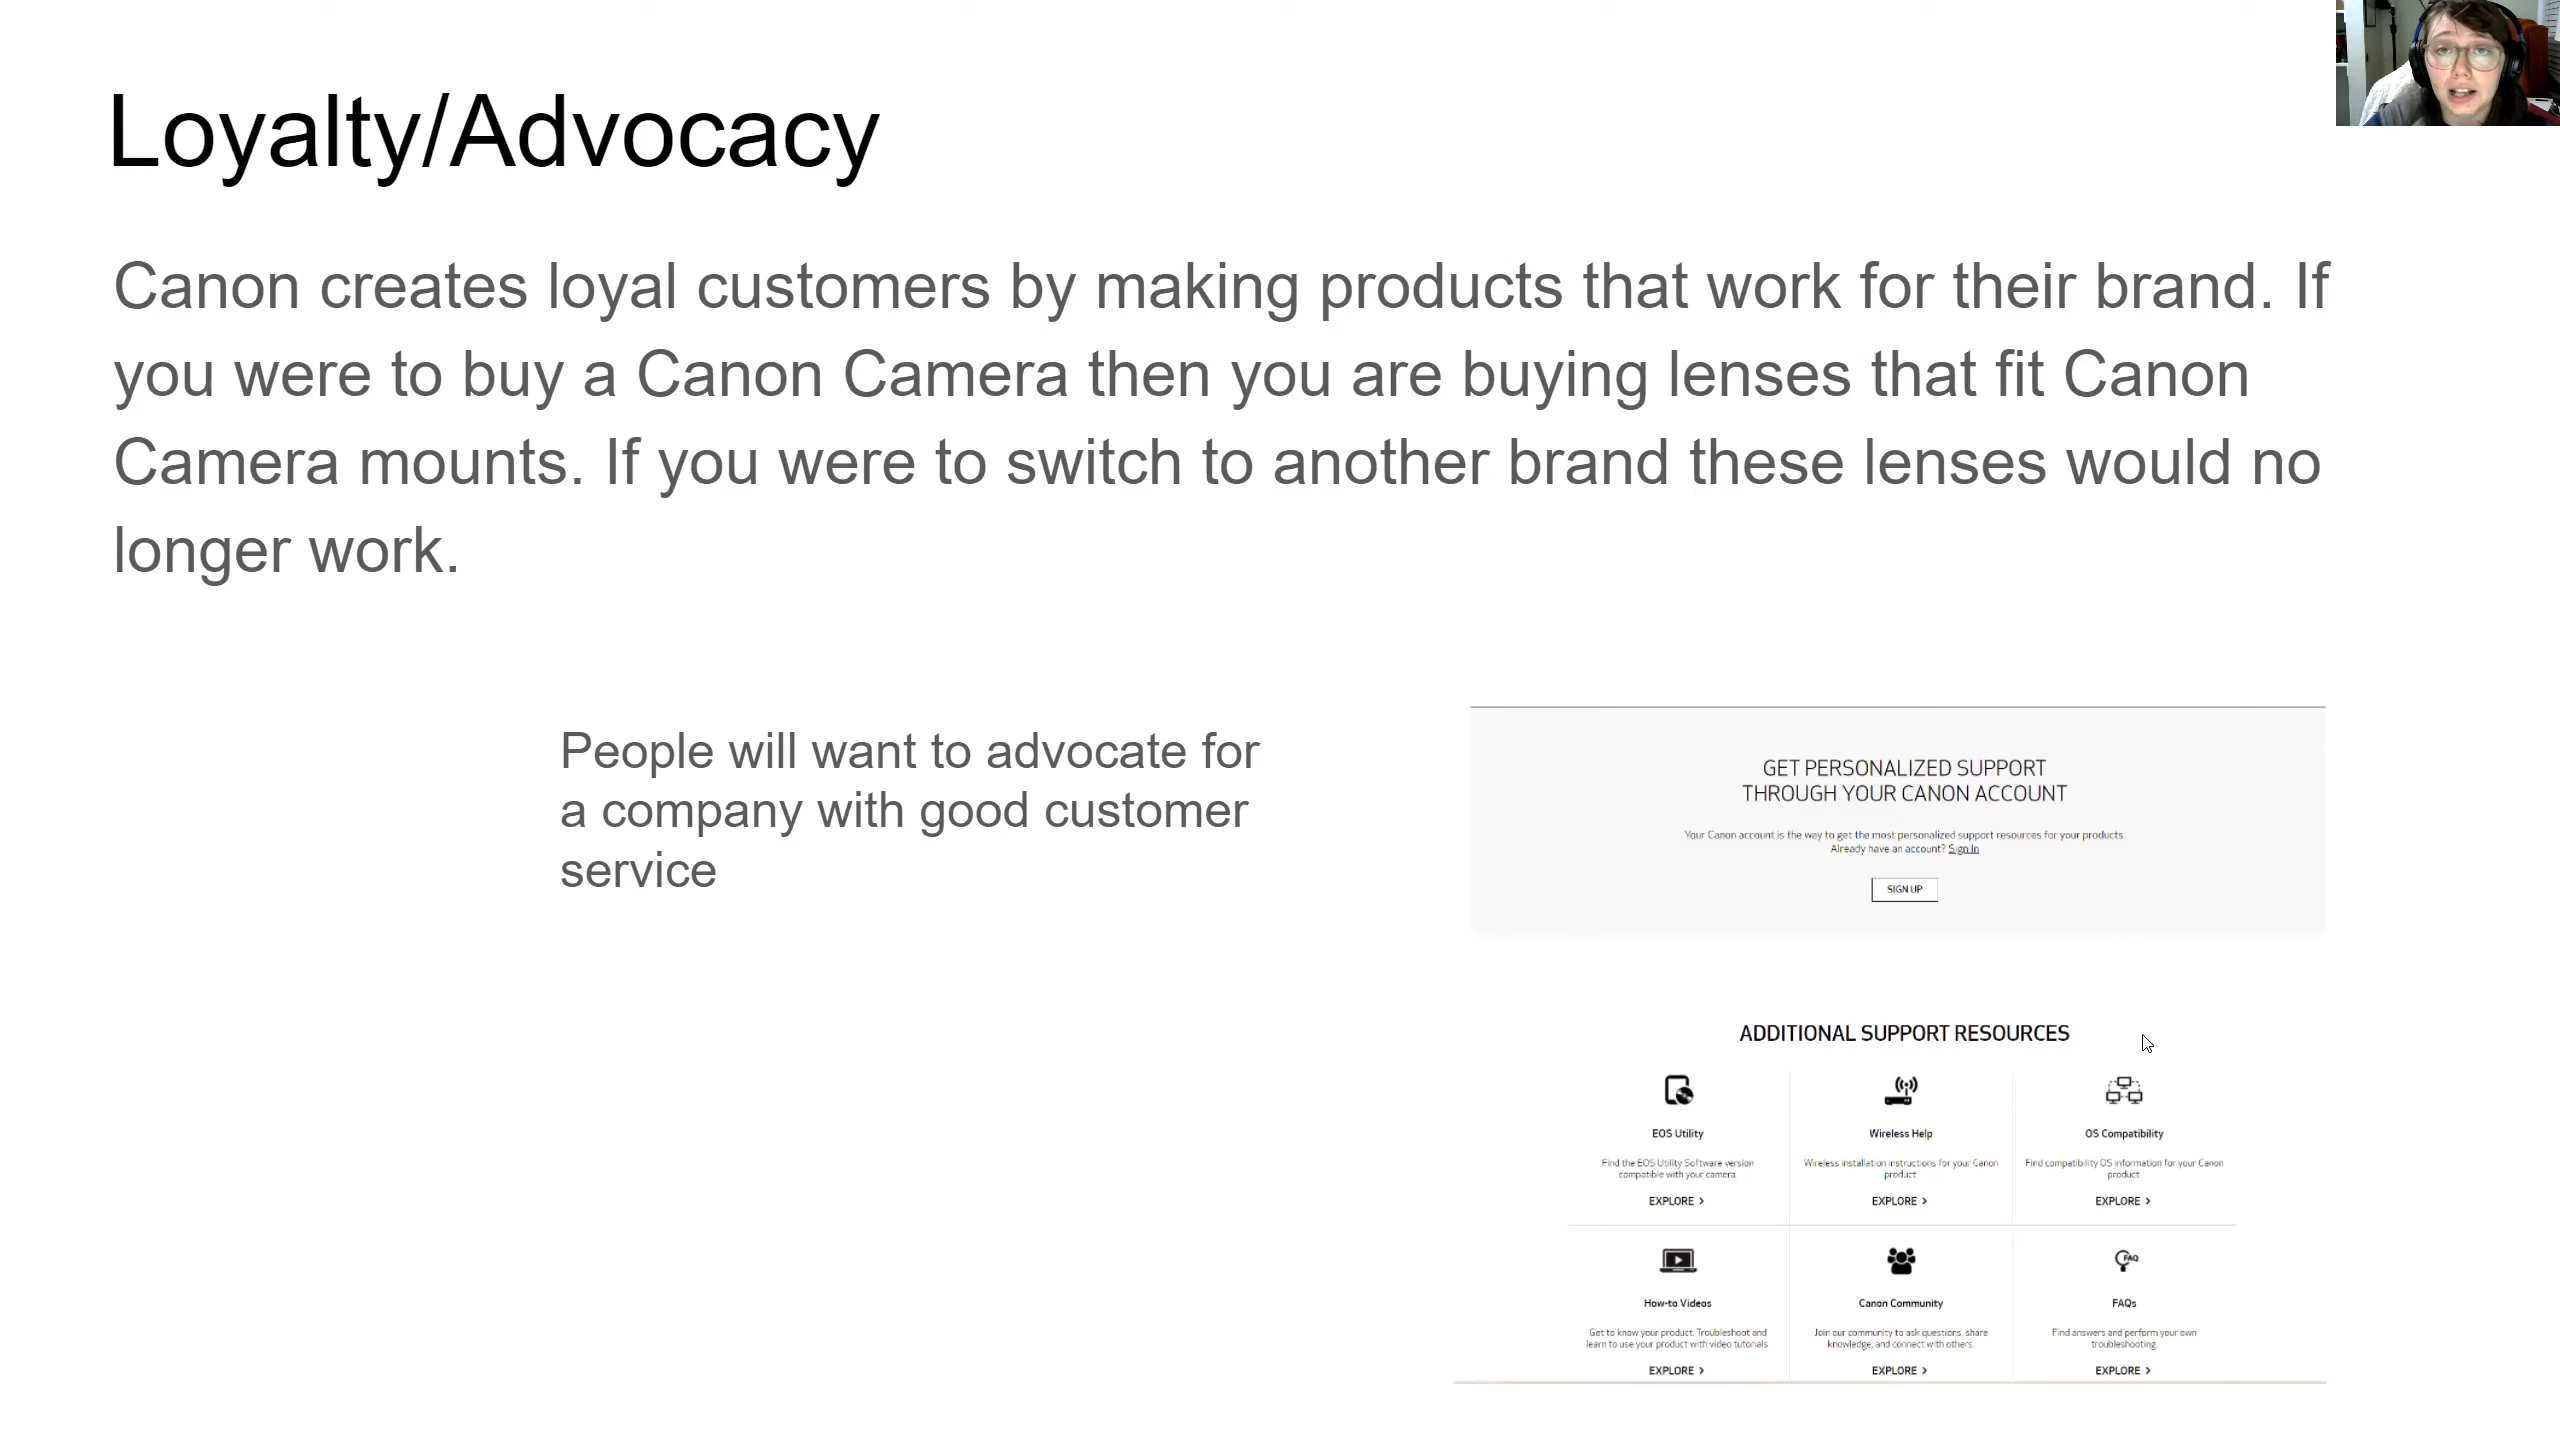 Loyalty/Advocacy
Canon creates loyal customers by making products that work for their brand. If
you were to buy a Canon Camera then you are buying lenses that fit Canon
Camera mounts. If you were to switch to another brand these lenses would no
longer work.
People will want to advocate for
a company with good customer
service
GET PERSONALIZED SUPPORT
THROUGH YOUR CANON ACCOUNT
Your Canon account is the way to get the most personalized support resources for your products.
Already have an account? Sign In
SIGN UP
ADDITIONAL SUPPORT RESOURCES
EOS Utility
Find the EOS Utility Software version
compatible with your camera.
EXPLORE >
Wireless Help
Wireless installation instructions for your Canon
product.
EXPLORE >
OS Compatibility
Find compatibility OS information for your Canon
product.
EXPLORE >
How-to Videos
Get to know your product. Troubleshoot and
learn to use your product with video tutorials
EXPLORE >
Canon Community
Join our community to ask questions, share
knowledge, and connect with others.
EXPLORE >
FAQ
FAQs
Find answers and perform your own
troubleshooting.
EXPLORE >